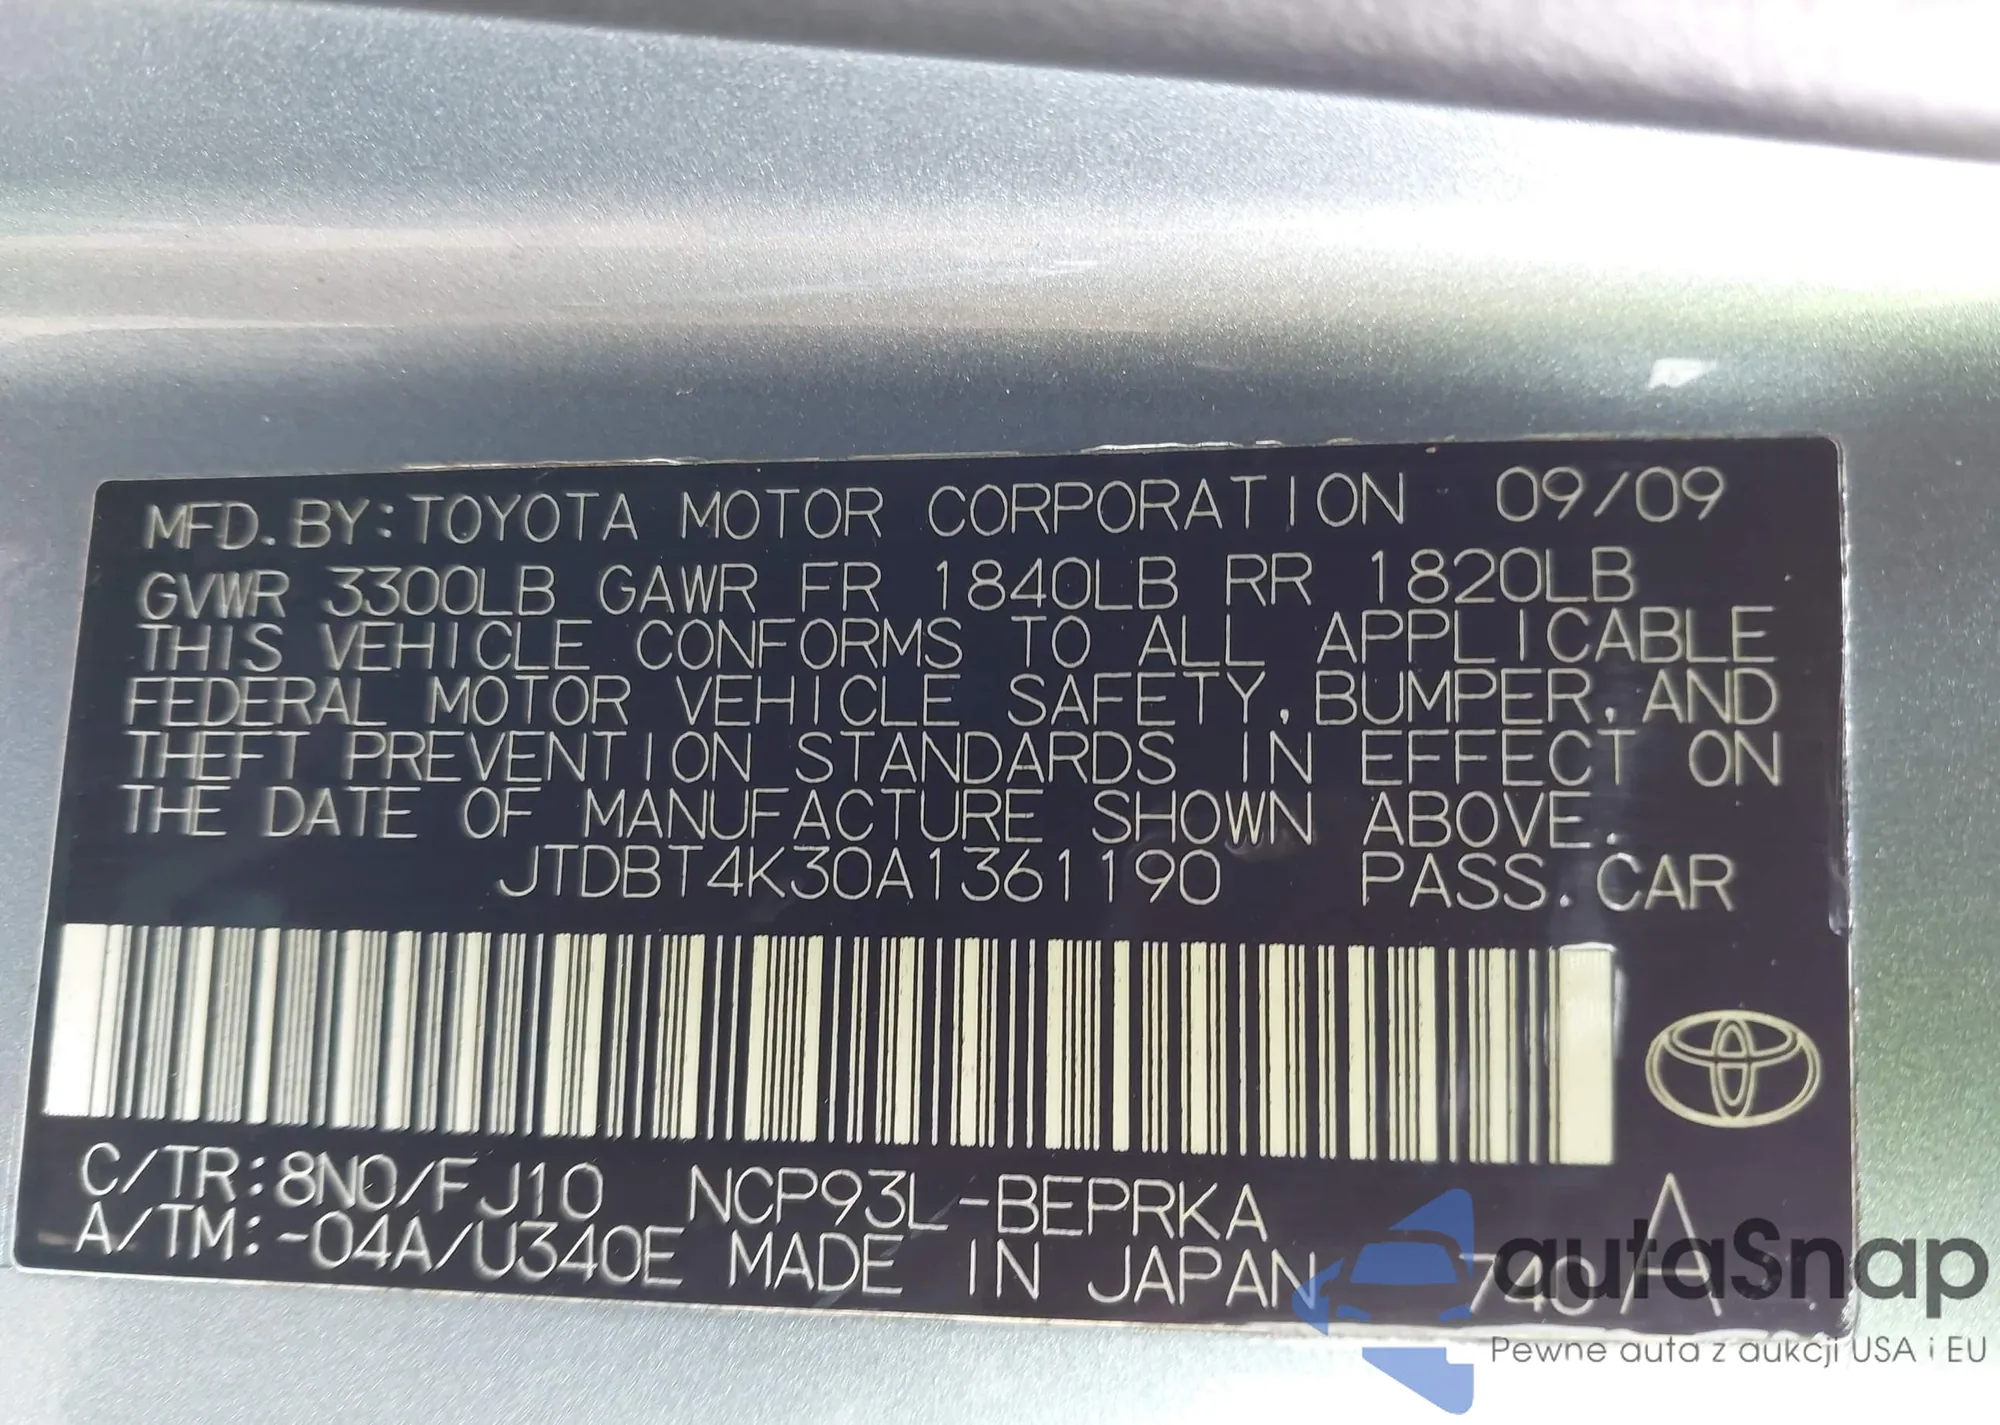 MFD. BY: TOYOTA MOTOR CORPORATION 09/09
GVWR 3300LB GAWR FR 1840LB RR 1820LB
THIS VEHICLE CONFORMS TO ALL APPLICABLE
FEDERAL MOTOR VEHICLE SAFETY, BUMPER, AND
THEFT PREVENTION STANDARDS IN EFFECT ON
THE DATE OF MANUFACTURE SHOWN ABOVE.
JTDBT4K30A1361190 PASS. CAR
C/TR: 8N0/FJ10 NCP93L-BEPRKA A
A/TM: -04A/U340E MADE IN JAPAN 740
autaSnap
Pewne auta z aukcji USA i EU